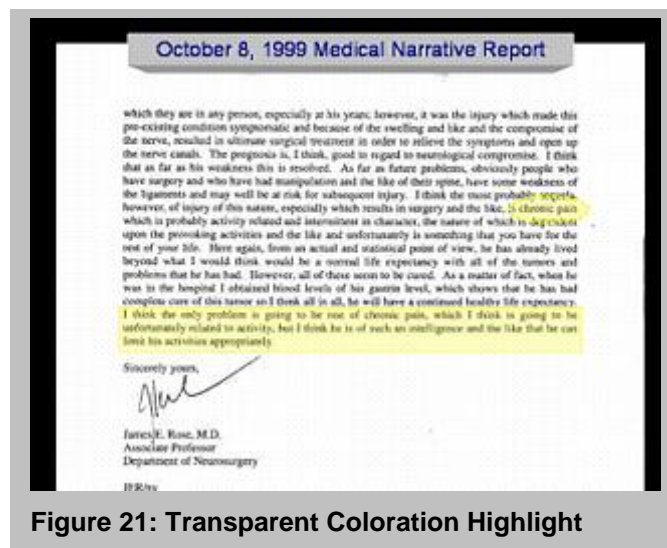 October 8, 1999 Medical Narrative Report
which they are in any person, especially at his years; however, it was the injury which made this
pre-existing condition symptomatic and because of the swelling and like and the compromise of
the nerve, resulted in ultimate surgical treatment in order to relieve the symptoms and open up
the nerve canals. The prognosis is, I think, good in regard to neurological compromise. I think
that as far as his weakness this is resolved. As far as future problems, obviously people who
have surgery and who have had manipulation and the like of their spine, have some weakness of
the ligaments and may well be at risk for subsequent injury. I think the most probably sequela,
however, of injury of this nature, especially which results in surgery and the like, is chronic pain
which is probably activity related and intermittent in character, the nature of which is dependent
upon the provoking activities and the like and unfortunately is something that you have for the
rest of your life. Here again, from an actual and statistical point of view, he has already lived
beyond what I would think would be a normal life expectancy with all of the tumors and
problems that he has had. However, all of these seem to be cured. As a matter of fact, when he
was in the hospital I obtained blood levels of his gastrin level, which shows that he has had
complete cure of this tumor so I think all in all, he will have a continued healthy life expectancy.
I think the only problem is going to be one of chronic pain, which I think is going to be
unfortunately related to activity, but I think he is of such an intelligence and the like that he can
limit his activities appropriately.
Sincerely yours,
James E. Rose, M.D.
Associate Professor
Department of Neurosurgery
Figure 21: Transparent Coloration Highlight